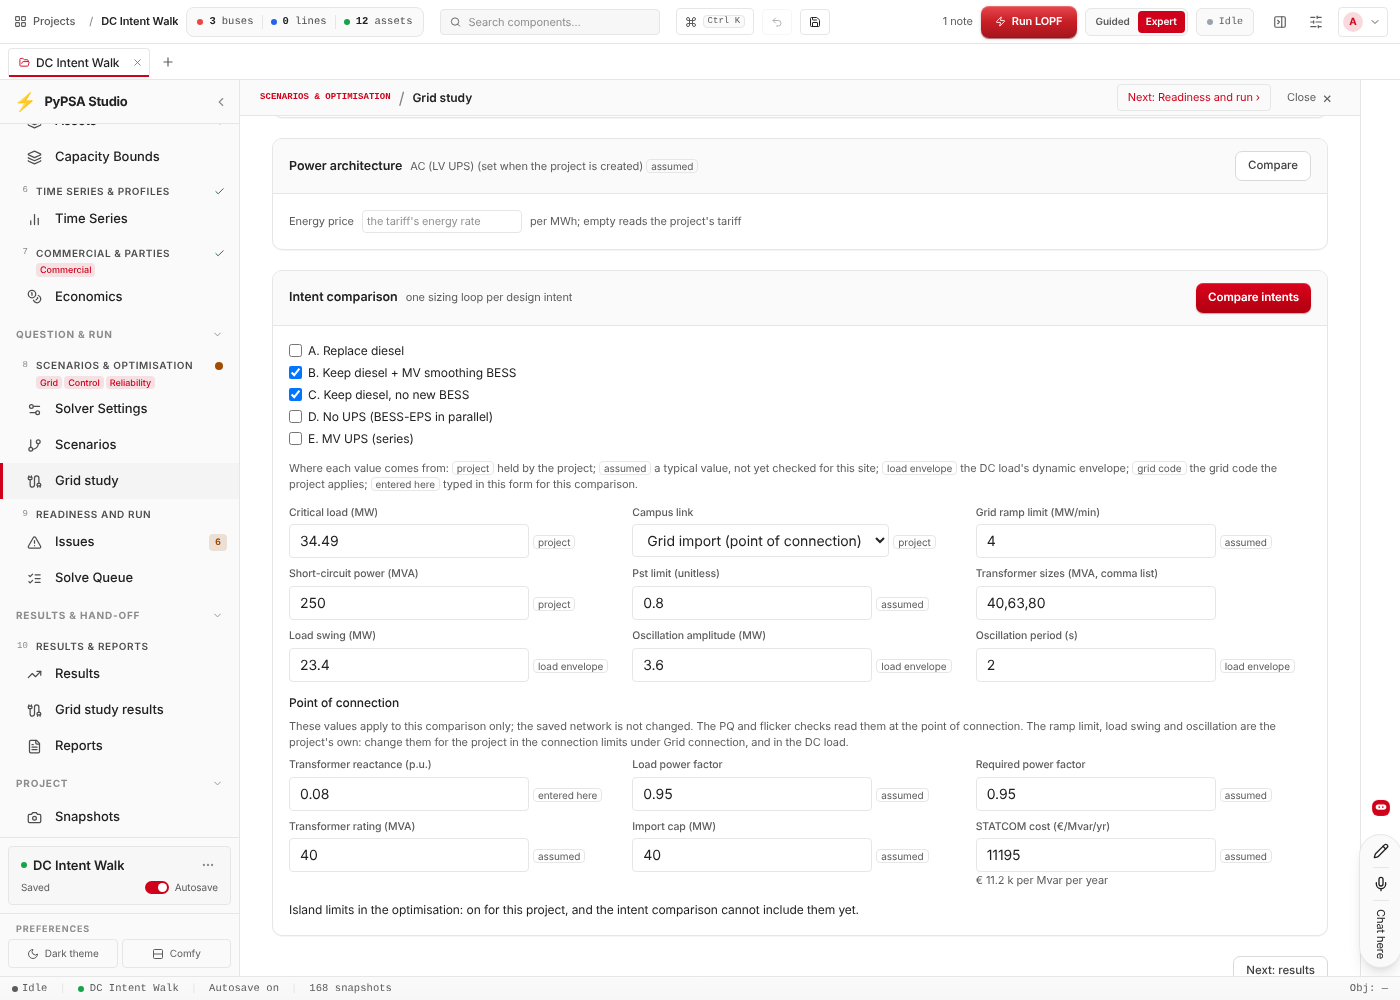 Projects / DC Intent Walk 3 buses 0 lines 12 assets Search components... ⌘ Ctrl K 1 note Run LOPF Guided Expert Idle A
DC Intent Walk
PyPSA Studio
SCENARIOS & OPTIMISATION / Grid study Next: Readiness and run › Close ×
Capacity Bounds
6 TIME SERIES & PROFILES
Time Series
7 COMMERCIAL & PARTIES
Commercial
Economics
QUESTION & RUN
8 SCENARIOS & OPTIMISATION
Grid Control Reliability
Solver Settings
Scenarios
Grid study
9 READINESS AND RUN
Issues 6
Solve Queue
RESULTS & HAND-OFF
10 RESULTS & REPORTS
Results
Grid study results
Reports
PROJECT
Snapshots
DC Intent Walk ...
Saved Autosave
PREFERENCES
Dark theme Comfy
Power architecture AC (LV UPS) (set when the project is created) assumed Compare
Energy price the tariff's energy rate per MWh; empty reads the project's tariff
Intent comparison one sizing loop per design intent Compare intents
A. Replace diesel
B. Keep diesel + MV smoothing BESS
C. Keep diesel, no new BESS
D. No UPS (BESS-EPS in parallel)
E. MV UPS (series)
Where each value comes from: project held by the project; assumed a typical value, not yet checked for this site; load envelope the DC load's dynamic envelope; grid code the grid code the
project applies; entered here typed in this form for this comparison.
Critical load (MW) Campus link Grid ramp limit (MW/min)
34.49 project Grid import (point of connection) project 4 assumed
Short-circuit power (MVA) Pst limit (unitless) Transformer sizes (MVA, comma list)
250 project 0.8 assumed 40,63,80
Load swing (MW) Oscillation amplitude (MW) Oscillation period (s)
23.4 load envelope 3.6 load envelope 2 load envelope
Point of connection
These values apply to this comparison only; the saved network is not changed. The PQ and flicker checks read them at the point of connection. The ramp limit, load swing and oscillation are the
project's own: change them for the project in the connection limits under Grid connection, and in the DC load.
Transformer reactance (p.u.) Load power factor Required power factor
0.08 entered here 0.95 assumed 0.95 assumed
Transformer rating (MVA) Import cap (MW) STATCOM cost (€/Mvar/yr)
40 assumed 40 assumed 11195 assumed
€ 11.2 k per Mvar per year
Island limits in the optimisation: on for this project, and the intent comparison cannot include them yet.
Next: results
Chat here
Idle DC Intent Walk Autosave on 168 snapshots Obj: —